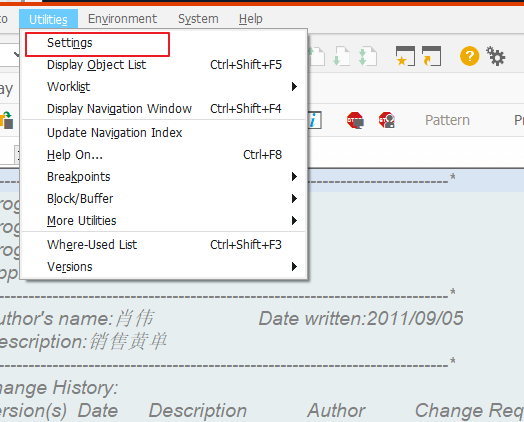 to Utilities Environment System Help
Settings
Display Object List Ctrl+Shift+F5
ay
Worklist
Display Navigation Window Ctrl+Shift+F4
Pattern Pr
Update Navigation Index
Help On... Ctrl+F8
Breakpoints
---*
rog
Block/Buffer
rog
More Utilities
rog
Where-Used List Ctrl+Shift+F3
Versions
pp
---*
uthor's name:肖伟 Date written:2011/09/05
escription:销售黄单
---*
hange History:
ersion(s) Date Description Author Change Req